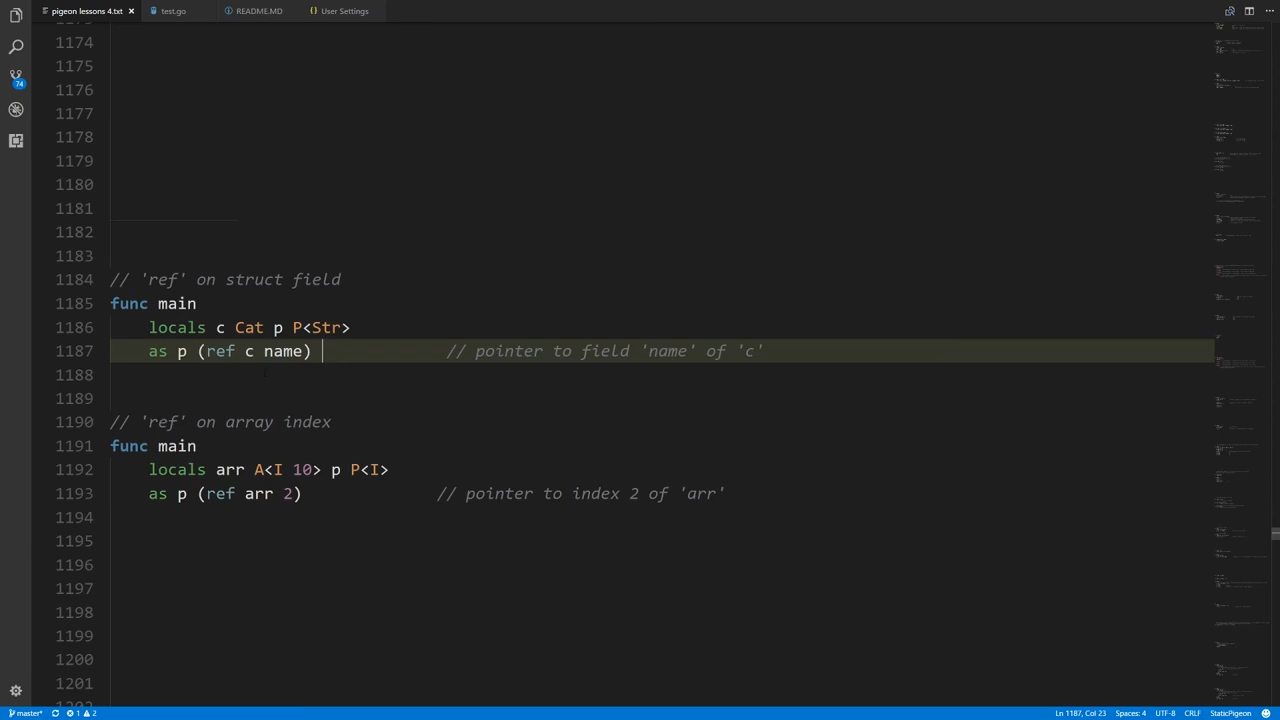 pigeon lessons 4.txt × test.go README.MD {} User Settings
1174
1175
1176
1177
1178
1179
1180
1181
1182
1183
1184 // 'ref' on struct field
1185 func main
1186 locals c Cat p P<Str>
1187 as p (ref c name) // pointer to field 'name' of 'c'
1188
1189
1190 // 'ref' on array index
1191 func main
1192 locals arr A<I 10> p P<I>
1193 as p (ref arr 2) // pointer to index 2 of 'arr'
1194
1195
1196
1197
1198
1199
1200
1201
74
master* 1 2 Ln 1187, Col 23 Spaces: 4 UTF-8 CRLF StaticPigeon